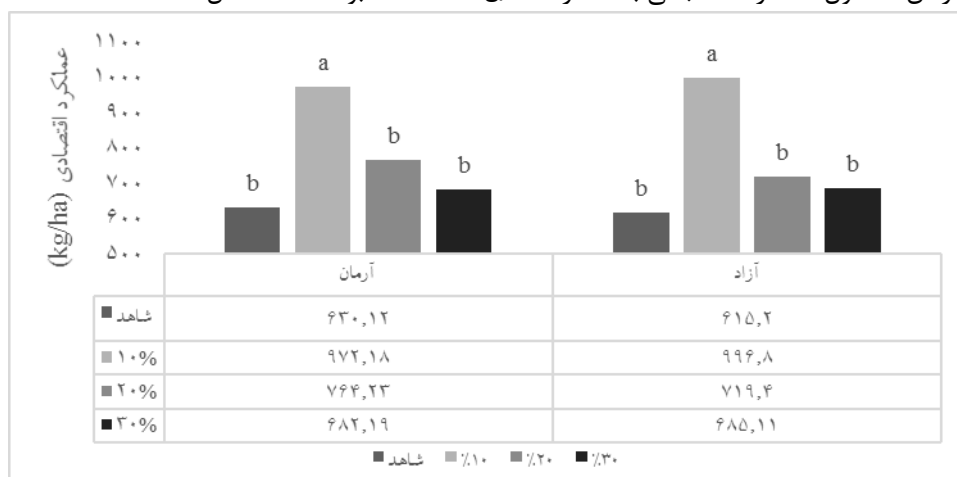 عملکرد اقتصادی (kg/ha)
۱۱۰۰
۱۰۰۰
۹۰۰
۸۰۰
۷۰۰
۶۰۰
۵۰۰
b a b b
b a b b
آرمان آزاد
شاهد ۶۳۰,۱۲ ۶۱۵,۲
۱۰% ۹۷۲,۱۸ ۹۹۶,۸
۲۰% ۷۶۴,۲۳ ۷۱۹,۴
۳۰% ۶۸۲,۱۹ ۶۸۵,۱۱
شاهد ٪۱۰ ٪۲۰ ٪۳۰